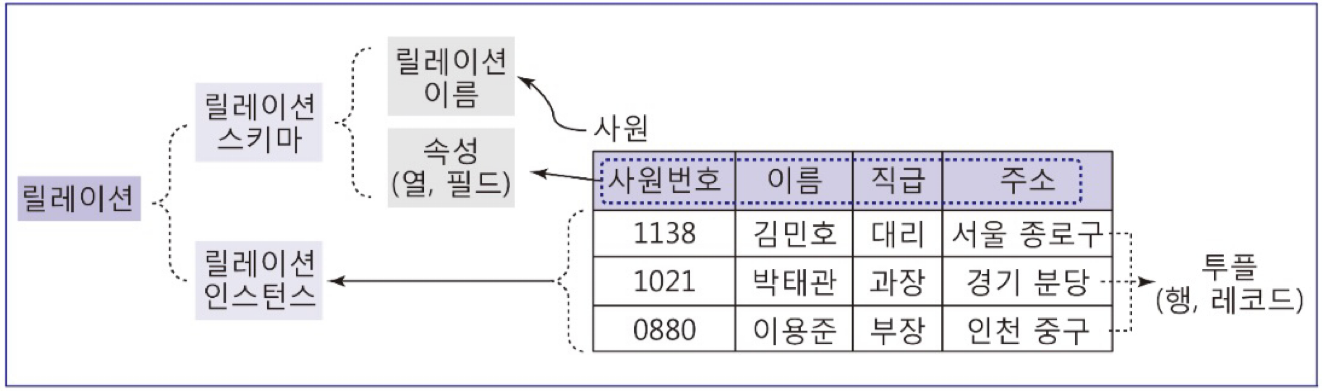 릴레이션
이름
릴레이션
스키마
사원
속성
(열, 필드)
사원번호 이름 직급 주소
릴레이션
1138 김민호 대리 서울 종로구
릴레이션
인스턴스
1021 박태관 과장 경기 분당
투플
(행, 레코드)
0880 이용준 부장 인천 중구